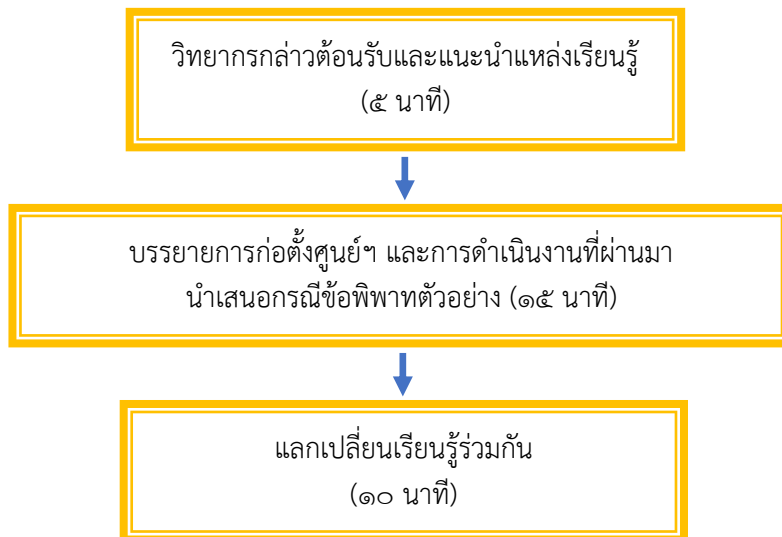 วิทยากรกล่าวต้อนรับและแนะนำแหล่งเรียนรู้
(๕ นาที)
บรรยายการก่อตั้งศูนย์ฯ และการดำเนินงานที่ผ่านมา
นำเสนอกรณีข้อพิพาทตัวอย่าง (๑๕ นาที)
แลกเปลี่ยนเรียนรู้ร่วมกัน
(๑๐ นาที)